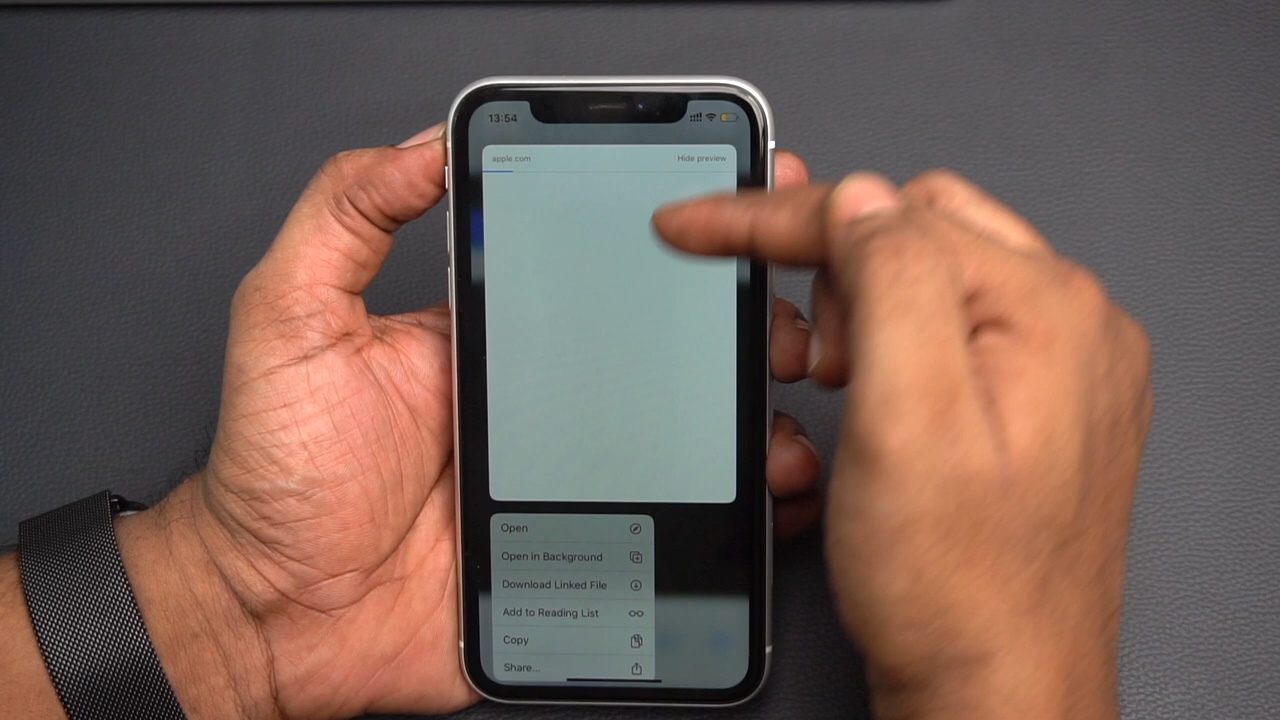 13:54
apple.com Hide preview
Open
Open in Background
Download Linked File
Add to Reading List
Copy
Share...